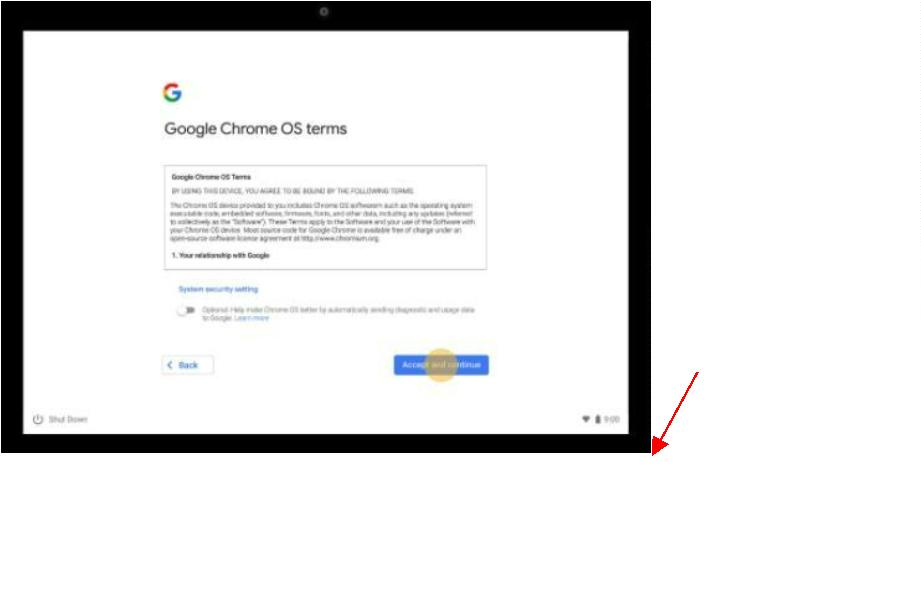 Google Chrome OS terms
Google Chrome OS Terms
BY USING THIS DEVICE, YOU AGREE TO BE BOUND BY THE FOLLOWING TERMS.
The Chrome OS device provided to you includes Chrome OS software such as the operating system
executable code, embedded software, firmware, fonts, and other data, including any updates (referred
to collectively as the "Software"). These Terms apply to the Software and your use of the Software with
your Chrome OS device. Most source code for Google Chrome is available free of charge under an
open-source software license agreement at http://www.chromium.org.
1. Your relationship with Google
System security setting
Optional: Help make Chrome OS better by automatically sending diagnostic and usage data
to Google. Learn more
Back
Accept and continue
Shut Down
9:00